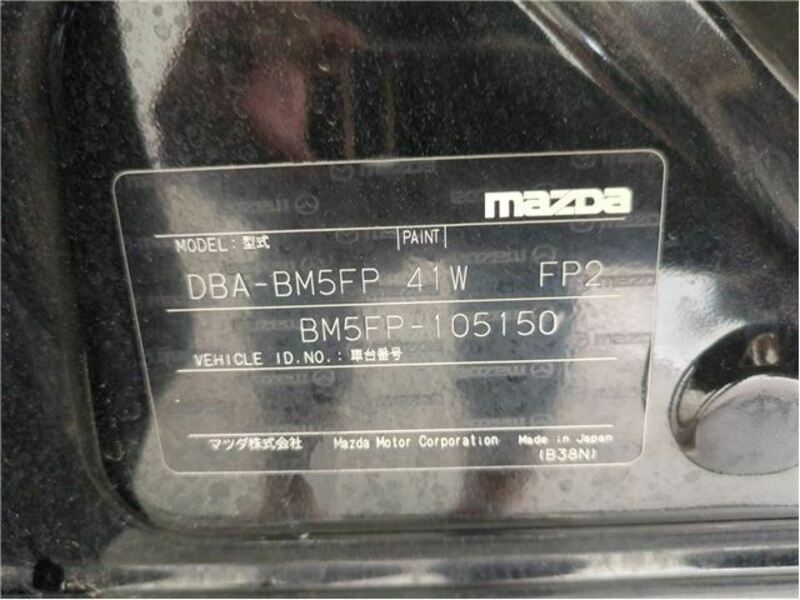 mazda
MODEL: 型式 PAINT
DBA-BM5FP 41W FP2
BM5FP-105150
VEHICLE ID.NO.: 車台番号
マツダ株式会社 Mazda Motor Corporation Made in Japan
(B38N)